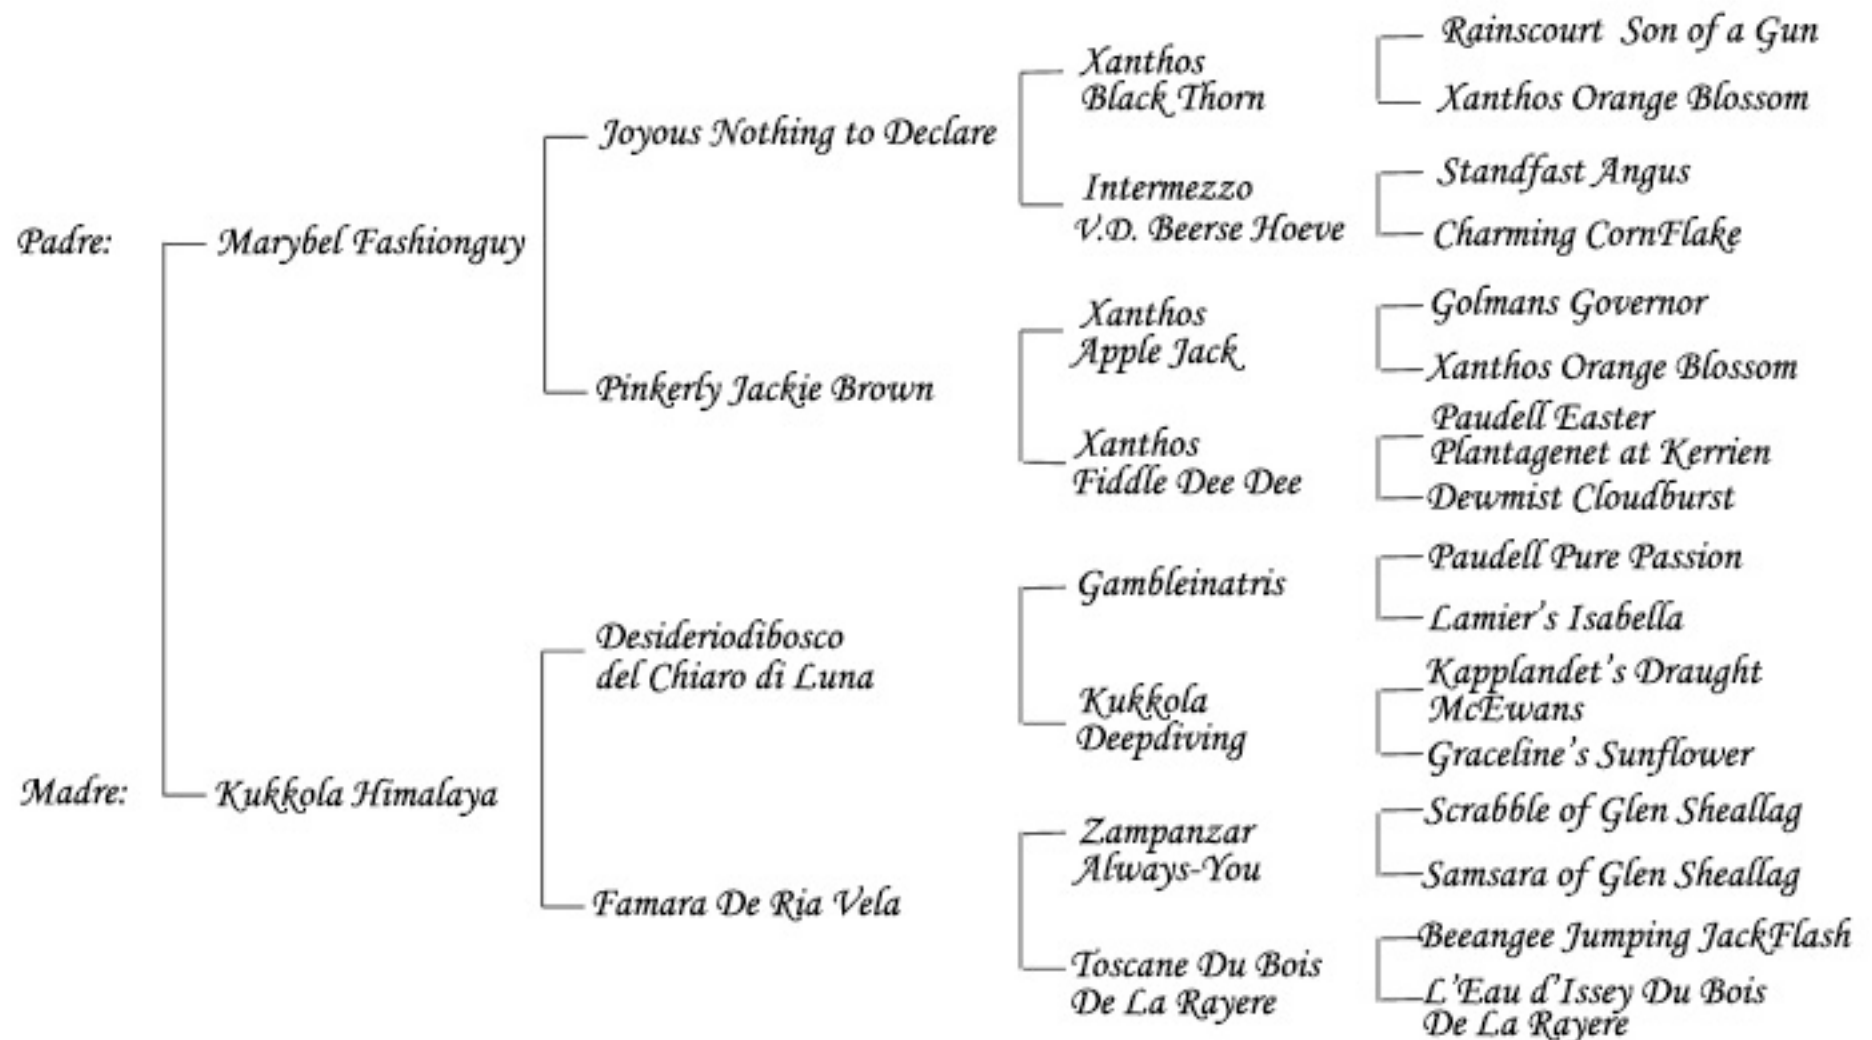 Padre:
Marybel Fashionguy
Joyous Nothing to Declare
Xanthos
Black Thorn
Rainscourt Son of a Gun
Xanthos Orange Blossom
Intermezzo
V.D. Beerse Hoeve
Standfast Angus
Charming CornFlake
Pinkerly Jackie Brown
Xanthos
Apple Jack
Golmans Governor
Xanthos Orange Blossom
Xanthos
Fiddle Dee Dee
Paudell Easter
Plantagenet at Kerrien
Dewmist Cloudburst
Madre:
Kukkola Himalaya
Desideriodibosco
del Chiaro di Luna
Gambleinatris
Paudell Pure Passion
Lamier's Isabella
Kukkola
Deepdiving
Kapplandet's Draught
McEwans
Graceline's Sunflower
Famara De Ria Vela
Zampanzar
Always-You
Scrabble of Glen Sheallag
Samsara of Glen Sheallag
Toscane Du Bois
De La Rayere
Beeangee Jumping JackFlash
L'Eau d'Issey Du Bois
De La Rayere